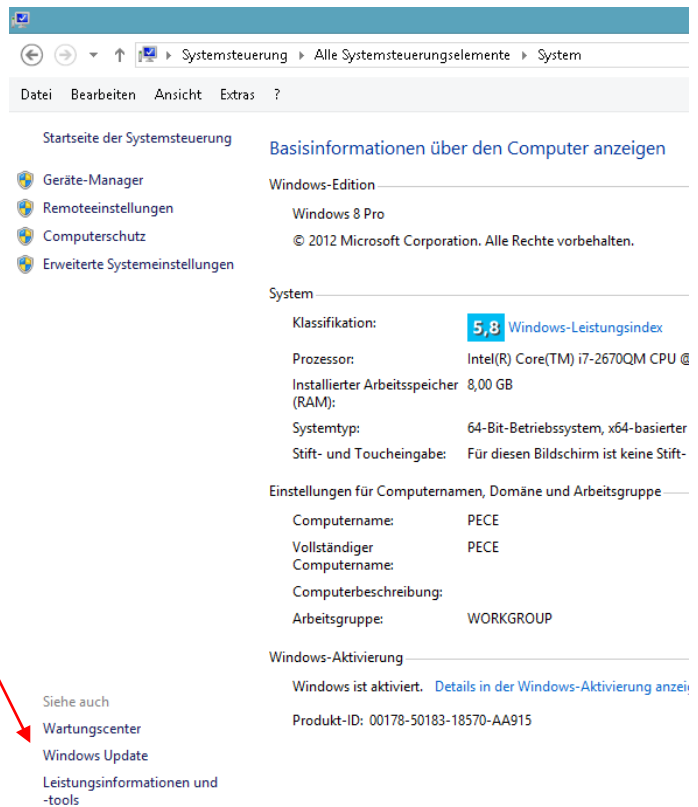 Systemsteuerung Alle Systemsteuerungselemente System
Datei Bearbeiten Ansicht Extras ?
Startseite der Systemsteuerung
Geräte-Manager
Remoteeinstellungen
Computerschutz
Erweiterte Systemeinstellungen
Basisinformationen über den Computer anzeigen
Windows-Edition
Windows 8 Pro
© 2012 Microsoft Corporation. Alle Rechte vorbehalten.
System
Klassifikation: 5,8 Windows-Leistungsindex
Prozessor: Intel(R) Core(TM) i7-2670QM CPU @
Installierter Arbeitsspeicher 8,00 GB
(RAM):
Systemtyp: 64-Bit-Betriebssystem, x64-basierter
Stift- und Toucheingabe: Für diesen Bildschirm ist keine Stift-
Einstellungen für Computernamen, Domäne und Arbeitsgruppe
Computername: PECE
Vollständiger PECE
Computername:
Computerbeschreibung:
Arbeitsgruppe: WORKGROUP
Windows-Aktivierung
Windows ist aktiviert. Details in der Windows-Aktivierung anzeig
Produkt-ID: 00178-50183-18570-AA915
Siehe auch
Wartungscenter
Windows Update
Leistungsinformationen und
-tools